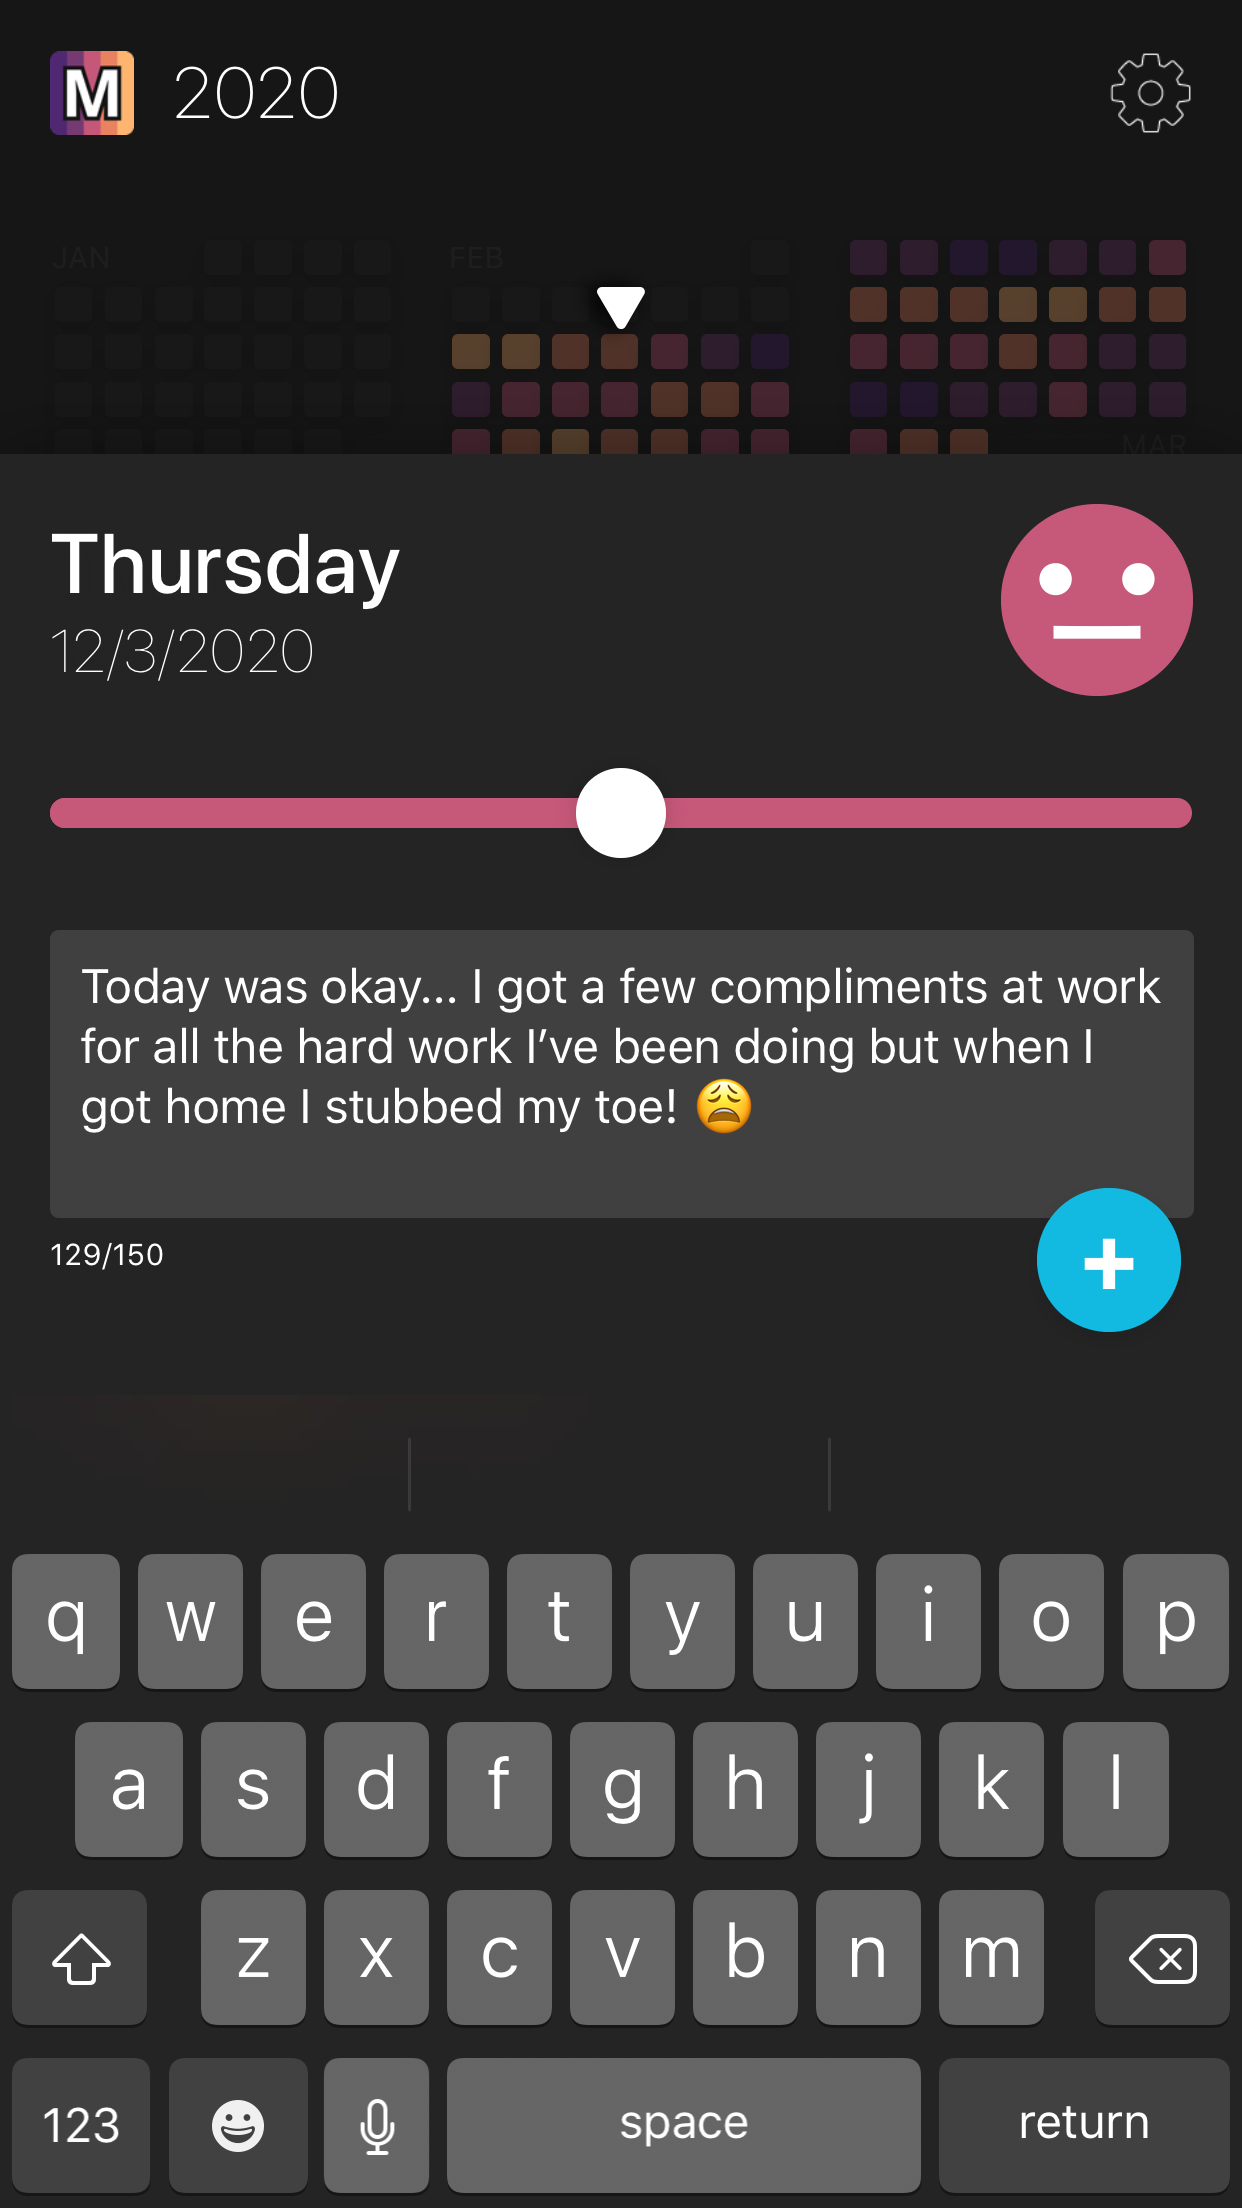 M 2020
JAN FEB
MAR
Thursday
12/3/2020
Today was okay... I got a few compliments at work
for all the hard work I’ve been doing but when I
got home I stubbed my toe! 😩
129/150
+
q w e r t y u i o p
a s d f g h j k l
z x c v b n m
123 space return